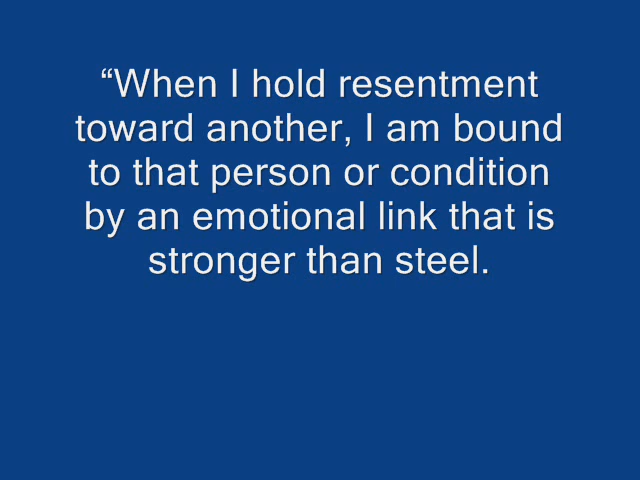 “When I hold resentment
toward another, I am bound
to that person or condition
by an emotional link that is
stronger than steel.